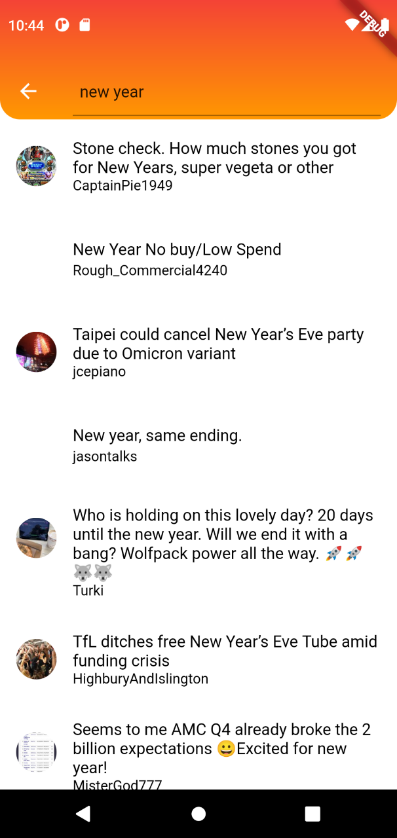 10:44
DEBUG
new year
Stone check. How much stones you got
for New Years, super vegeta or other
CaptainPie1949
New Year No buy/Low Spend
Rough_Commercial4240
Taipei could cancel New Year’s Eve party
due to Omicron variant
jcepiano
New year, same ending.
jasontalks
Who is holding on this lovely day? 20 days
until the new year. Will we end it with a
bang? Wolfpack power all the way. 🚀🚀
🐺🐺
Turki
TfL ditches free New Year’s Eve Tube amid
funding crisis
HighburyAndIslington
Seems to me AMC Q4 already broke the 2
billion expectations 😀Excited for new
year!
MisterGod777